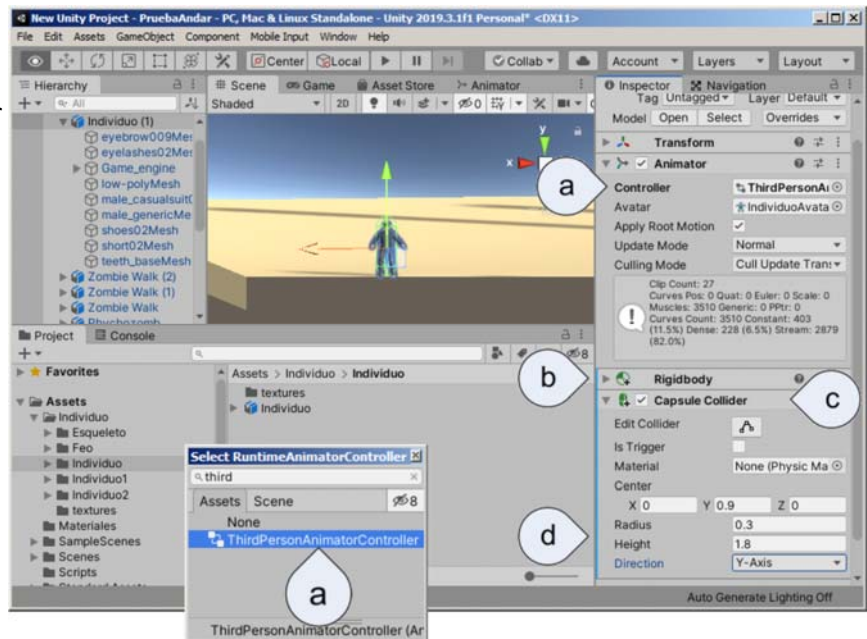 New Unity Project - PruebaAndar - PC, Mac & Linux Standalone - Unity 2019.3.1f1 Personal* <DX11>
File Edit Assets GameObject Component Mobile Input Window Help
Center Local Collab Account Layers Layout
Hierarchy
All
Individuo (1)
eyebrow009Mes
eyelashes02Mes
Game_engine
low-polyMesh
male_casualsuit0
male_genericMe
shoes02Mesh
short02Mesh
teeth_baseMesh
Zombie Walk (2)
Zombie Walk (1)
Zombie Walk
Scene Game Asset Store Animator
Shaded 2D 0
y
x
Inspector Navigation
Tag Untagged Layer Default
Model Open Select Overrides
Transform
Animator
a
Controller ThirdPersonAi
Avatar IndividuoAvata
Apply Root Motion
Update Mode Normal
Culling Mode Cull Update Trans
Clip Count: 27
Curves Pos: 0 Quat: 0 Euler: 0 Scale: 0
Muscles: 3510 Generic: 0 PPtr: 0
Curves Count: 3510 Constant: 403
(11.5%) Dense: 228 (6.5%) Stream: 2879
(82.0%)
b
Rigidbody
Capsule Collider
c
Edit Collider
Is Trigger
Material None (Physic Ma
Center
X 0 Y 0.9 Z 0
Radius 0.3
d
Height 1.8
Direction Y-Axis
Project Console
8
Favorites
Assets
Individuo
Esqueleto
Feo
Individuo
Individuo1
Individuo2
textures
Materiales
SampleScenes
Scenes
Scripts
Assets > Individuo > Individuo
textures
Individuo
Select RuntimeAnimatorController
third
Assets Scene 8
None
ThirdPersonAnimatorController
a
ThirdPersonAnimatorController (Ar
Auto Generate Lighting Off